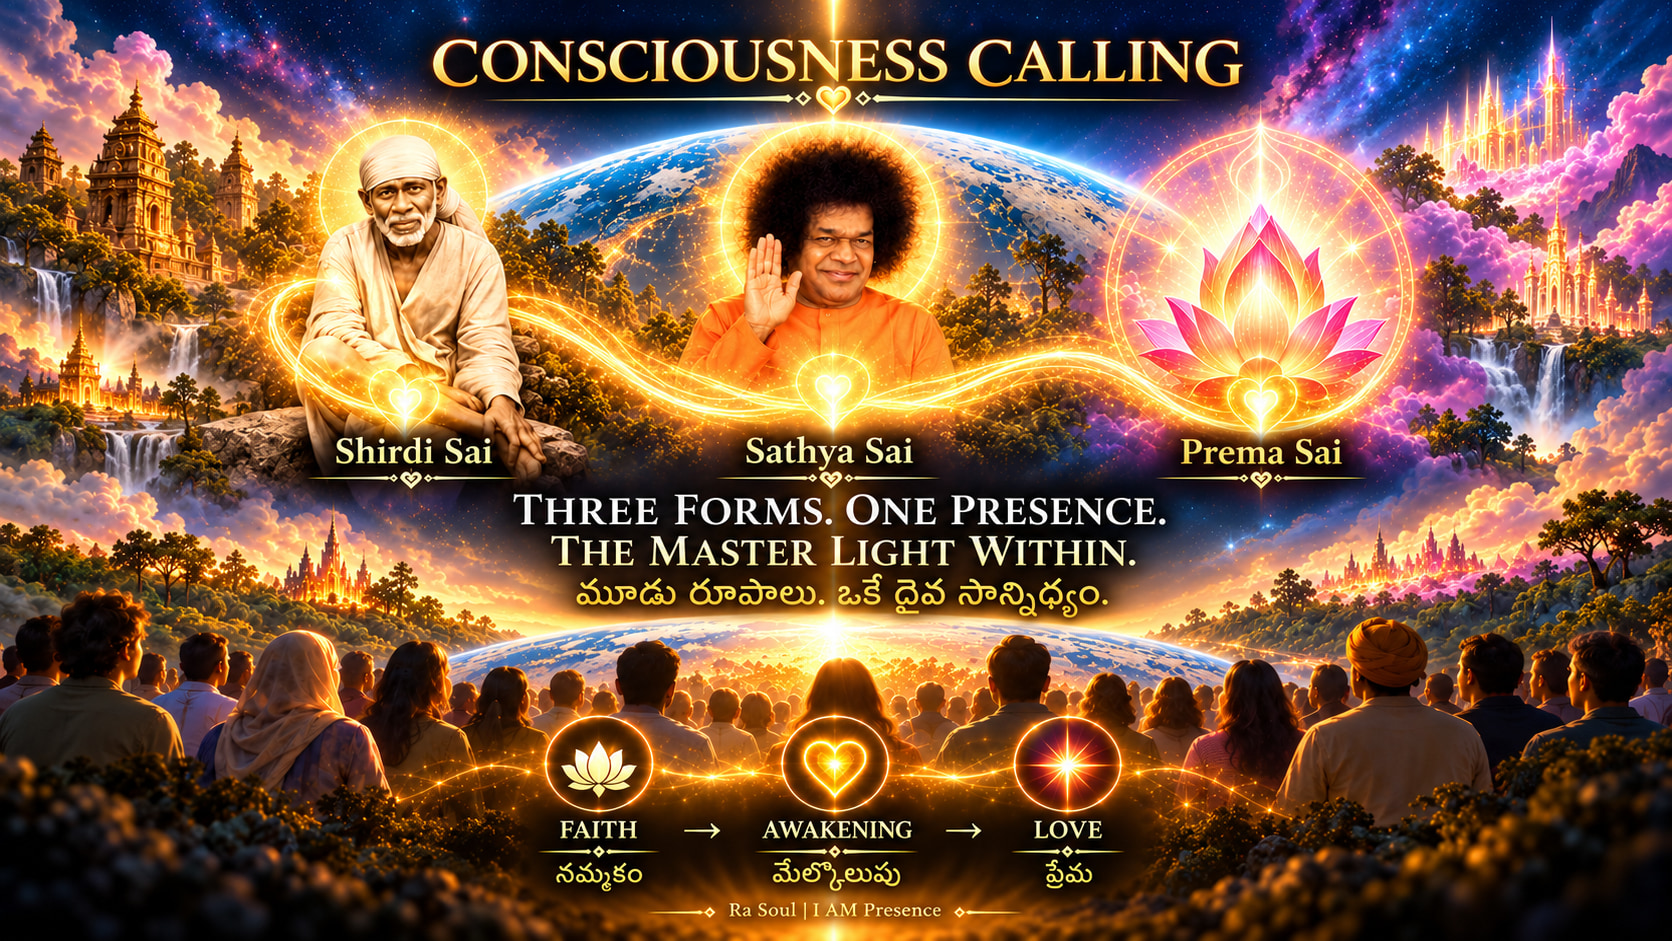 CONSCIOUSNESS CALLING
Shirdi Sai
Sathya Sai
Prema Sai
THREE FORMS. ONE PRESENCE.
THE MASTER LIGHT WITHIN.
మూడు రూపాలు. ఒకే దైవ సాన్నిధ్యం.
FAITH → AWAKENING → LOVE
నమ్మకం మేల్కొలుపు ప్రేమ
Ra Soul | I AM Presence